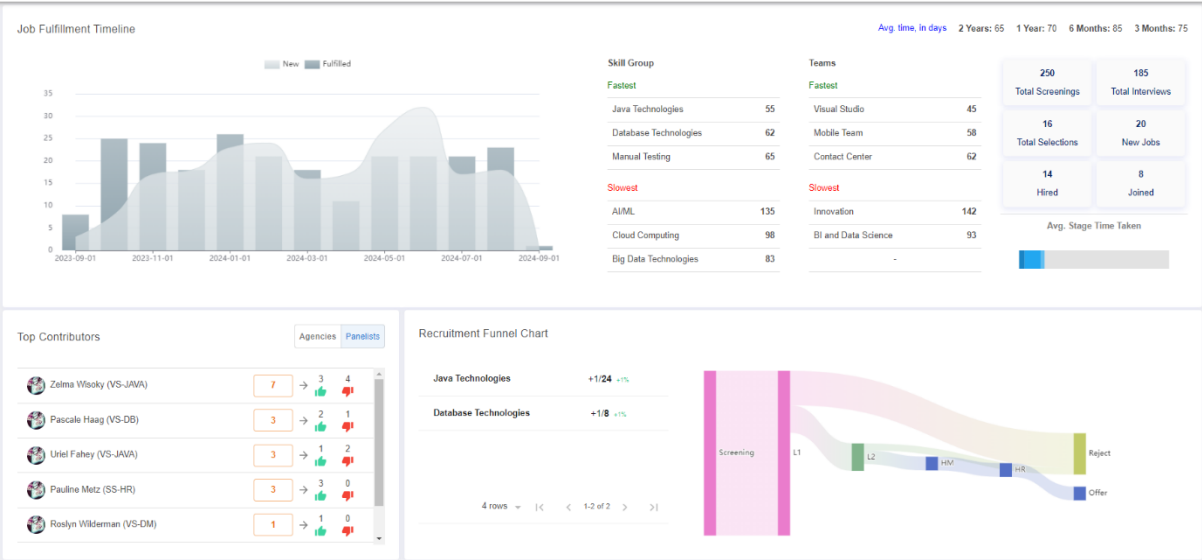 Job Fulfillment Timeline
Avg. time, in days 2 Years: 65 1 Year: 70 6 Months: 85 3 Months: 75
New Fulfilled
35
30
25
20
15
10
5
0
2023-09-01 2023-11-01 2024-01-01 2024-03-01 2024-05-01 2024-07-01 2024-09-01
Skill Group
Fastest
Java Technologies 55
Database Technologies 62
Manual Testing 65
Slowest
AI/ML 135
Cloud Computing 98
Big Data Technologies 83
Teams
Fastest
Visual Studio 45
Mobile Team 58
Contact Center 62
Slowest
Innovation 142
BI and Data Science 93
-
250 185
Total Screenings Total Interviews
16 20
Total Selections New Jobs
14 8
Hired Joined
Avg. Stage Time Taken
Top Contributors
Agencies Panelists
Zelma Wisoky (VS-JAVA) 7 → 3 4
Pascale Haag (VS-DB) 3 → 2 1
Uriel Fahey (VS-JAVA) 3 → 1 2
Pauline Metz (SS-HR) 3 → 3 0
Roslyn Wilderman (VS-DM) 1 → 1 0
Recruitment Funnel Chart
Java Technologies +1/24 +1%
Database Technologies +1/8 +1%
4 rows 1-2 of 2
Screening L1 L2 HM HR Reject
Offer